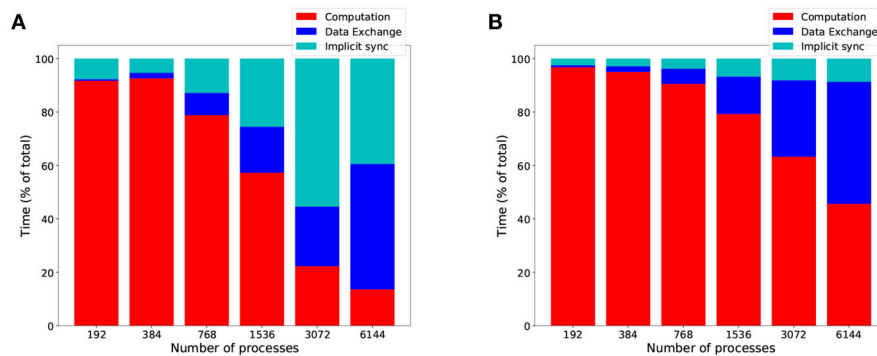 A
Computation
Data Exchange
Implicit sync
Time (% of total)
100
80
60
40
20
0
192 384 768 1536 3072 6144
Number of processes
B
Computation
Data Exchange
Implicit sync
Time (% of total)
100
80
60
40
20
0
192 384 768 1536 3072 6144
Number of processes